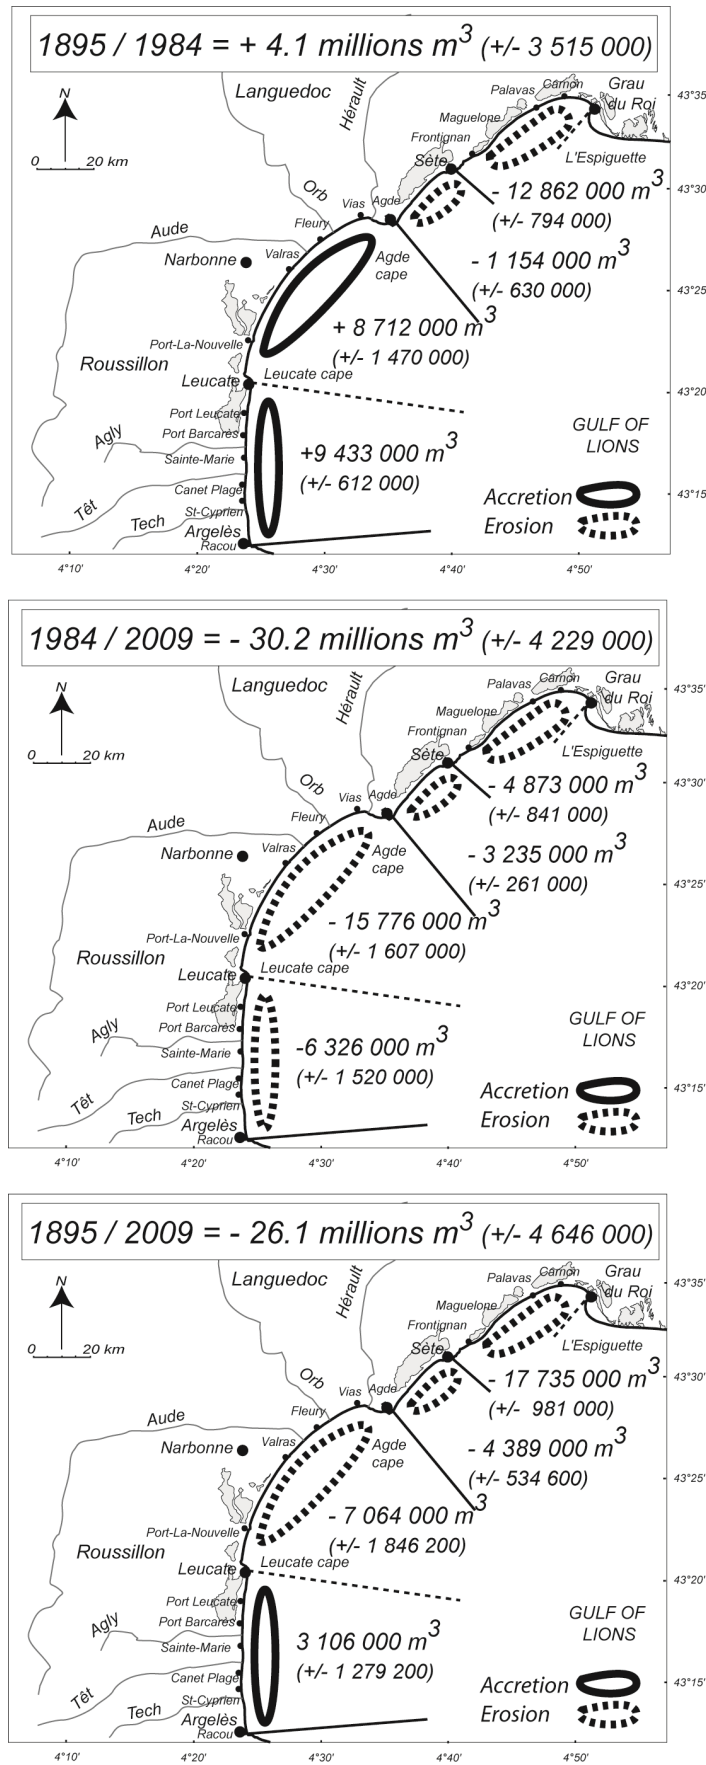 1895 / 1984 = + 4.1 millions m³ (+/- 3 515 000)
Languedoc
Hérault
Palavas
Carnon
Grau
du Roi
43°35
N
Maguelone
Frontignan
L'Espiguette
0 20 km
Sète
43°30
Orb
Vias
Agde
- 12 862 000 m³
(+/- 794 000)
Aude
Fleury
Narbonne
Valras
Agde
cape
- 1 154 000 m³
(+/- 630 000)
43°25
+ 8 712 000 m³
(+/- 1 470 000)
Port-La-Nouvelle
Roussillon
Leucate
Leucate cape
43°20
Port Leucate
Agly
Port Barcarès
GULF OF
LIONS
Sainte-Marie
+9 433 000 m³
(+/- 612 000)
Canet Plage
Accretion
43°15
Têt
St-Cyprien
Tech
Erosion
Argelès
Racou
4°10' 4°20' 4°30' 4°40' 4°50'
1984 / 2009 = - 30.2 millions m³ (+/- 4 229 000)
Languedoc
Hérault
Palavas
Carnon
Grau
du Roi
43°35'
N
Maguelone
Frontignan
L'Espiguette
0 20 km
Sète
43°30'
Orb
Vias
Agde
- 4 873 000 m³
(+/- 841 000)
Aude
Fleury
Narbonne
Valras
Agde
cape
- 3 235 000 m³
(+/- 261 000)
43°25'
- 15 776 000 m³
(+/- 1 607 000)
Port-La-Nouvelle
Roussillon
Leucate
Leucate cape
43°20'
Port Leucate
Agly
Port Barcarès
GULF OF
LIONS
Sainte-Marie
-6 326 000 m³
(+/- 1 520 000)
Canet Plage
Accretion
43°15'
Têt
St-Cyprien
Tech
Erosion
Argelès
Racou
4°10' 4°20' 4°30' 4°40' 4°50'
1895 / 2009 = - 26.1 millions m³ (+/- 4 646 000)
Languedoc
Hérault
Palavas
Carnon
Grau
du Roi
43°35'
N
Maguelone
Frontignan
L'Espiguette
0 20 km
Sète
43°30'
Orb
Vias
Agde
- 17 735 000 m³
(+/- 981 000)
Aude
Fleury
Narbonne
Valras
Agde
cape
- 4 389 000 m³
(+/- 534 600)
43°25'
- 7 064 000 m³
(+/- 1 846 200)
Port-La-Nouvelle
Roussillon
Leucate
Leucate cape
43°20'
Port Leucate
Agly
Port Barcarès
GULF OF
LIONS
Sainte-Marie
3 106 000 m³
(+/- 1 279 200)
Canet Plage
Accretion
43°15'
Têt
St-Cyprien
Tech
Erosion
Argelès
Racou
4°10' 4°20' 4°30' 4°40' 4°50'